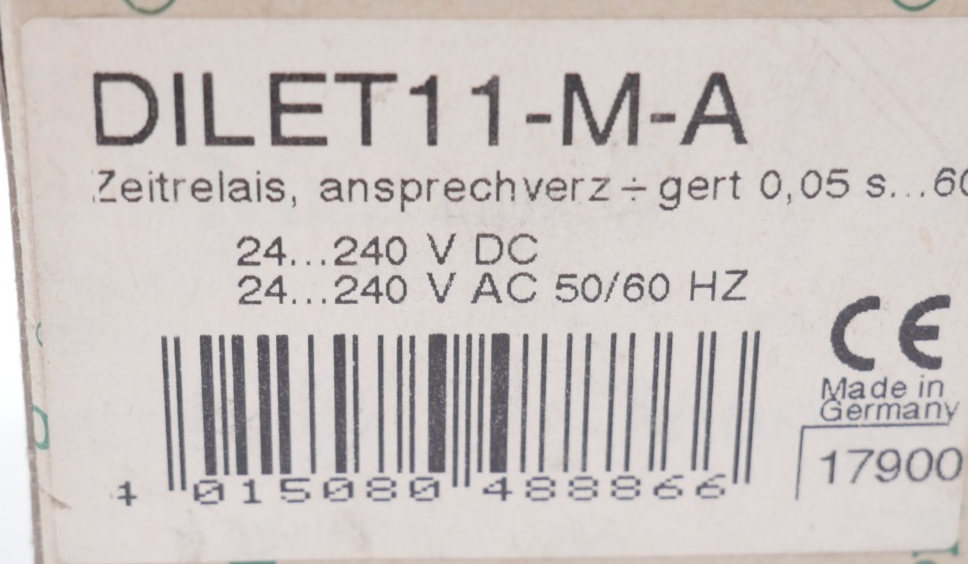 DILET11-M-A
Zeitrelais, ansprechverz÷gert 0,05 s...60
24...240 V DC
24...240 V AC 50/60 HZ
CE
Made in
Germany
17900
4 015080 488866